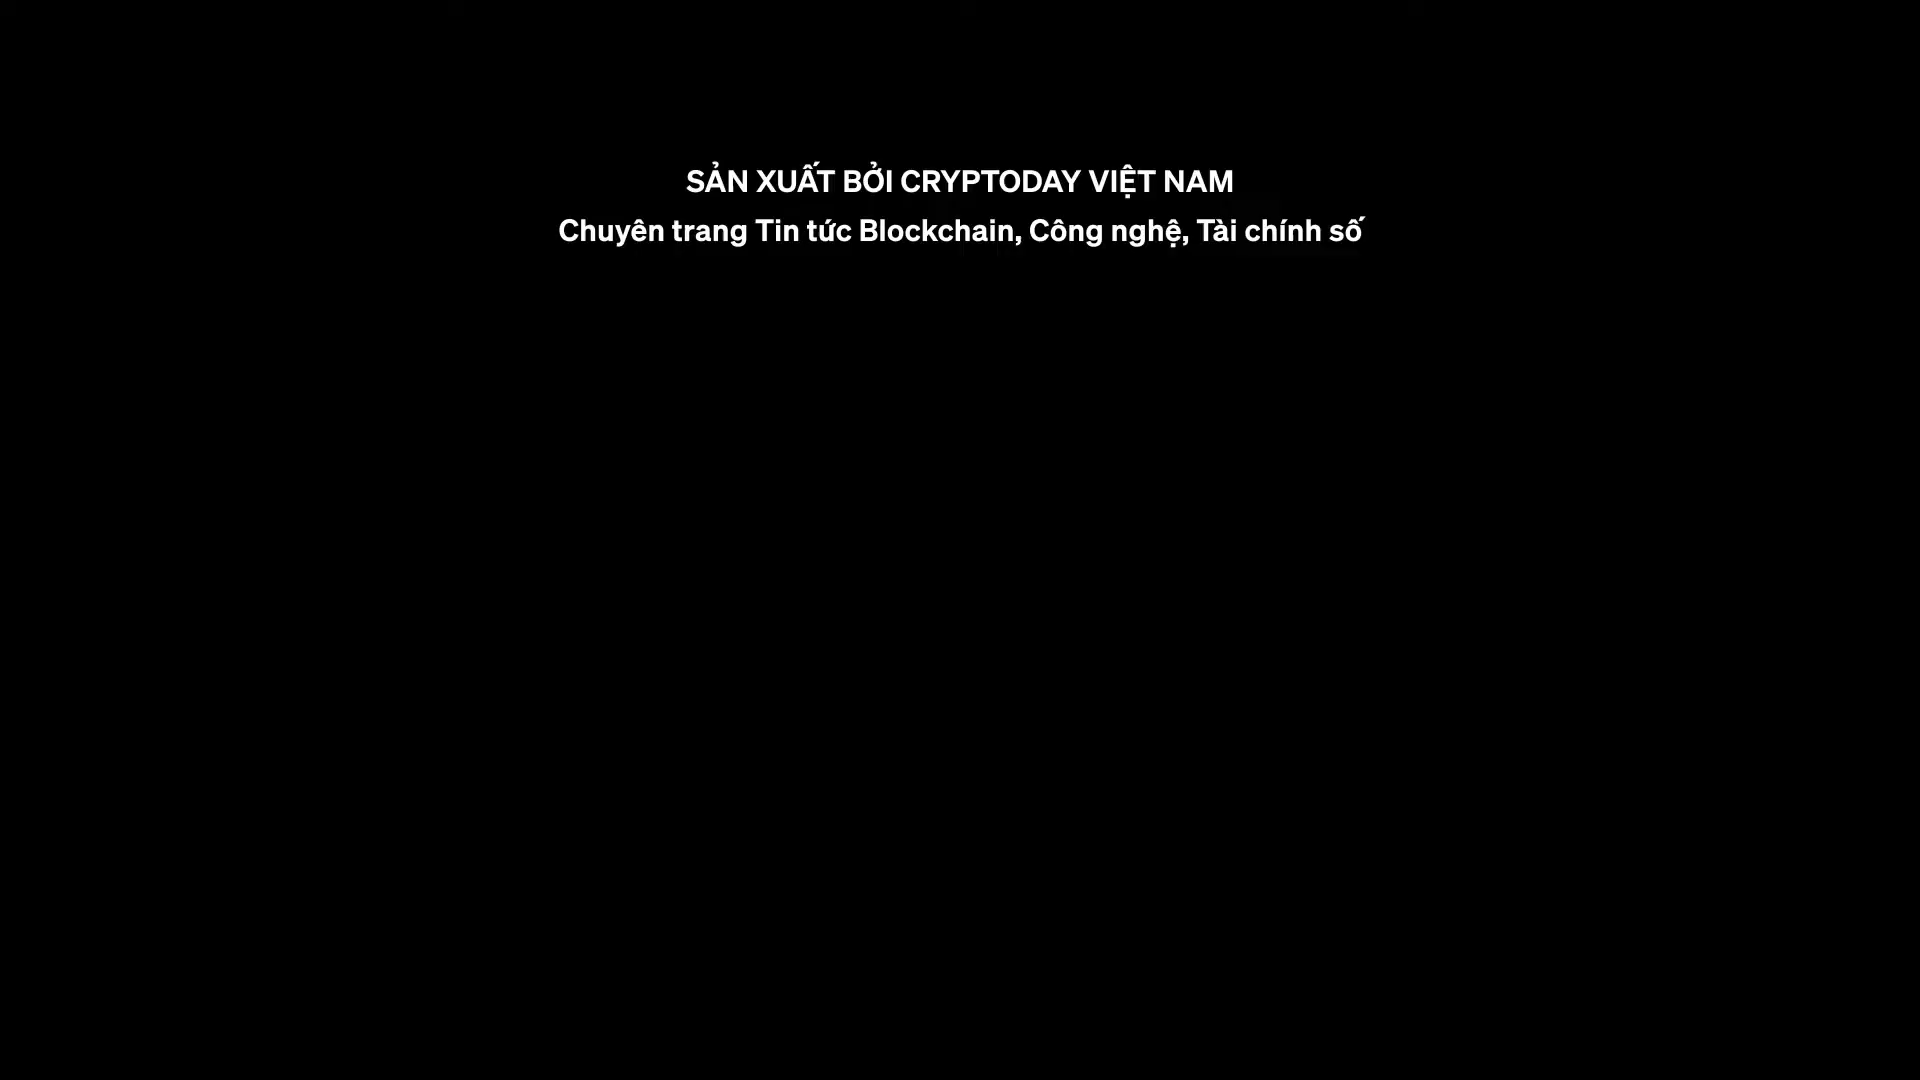 SẢN XUẤT BỞI CRYPTODAY VIỆT NAM
Chuyên trang Tin tức Blockchain, Công nghệ, Tài chính số